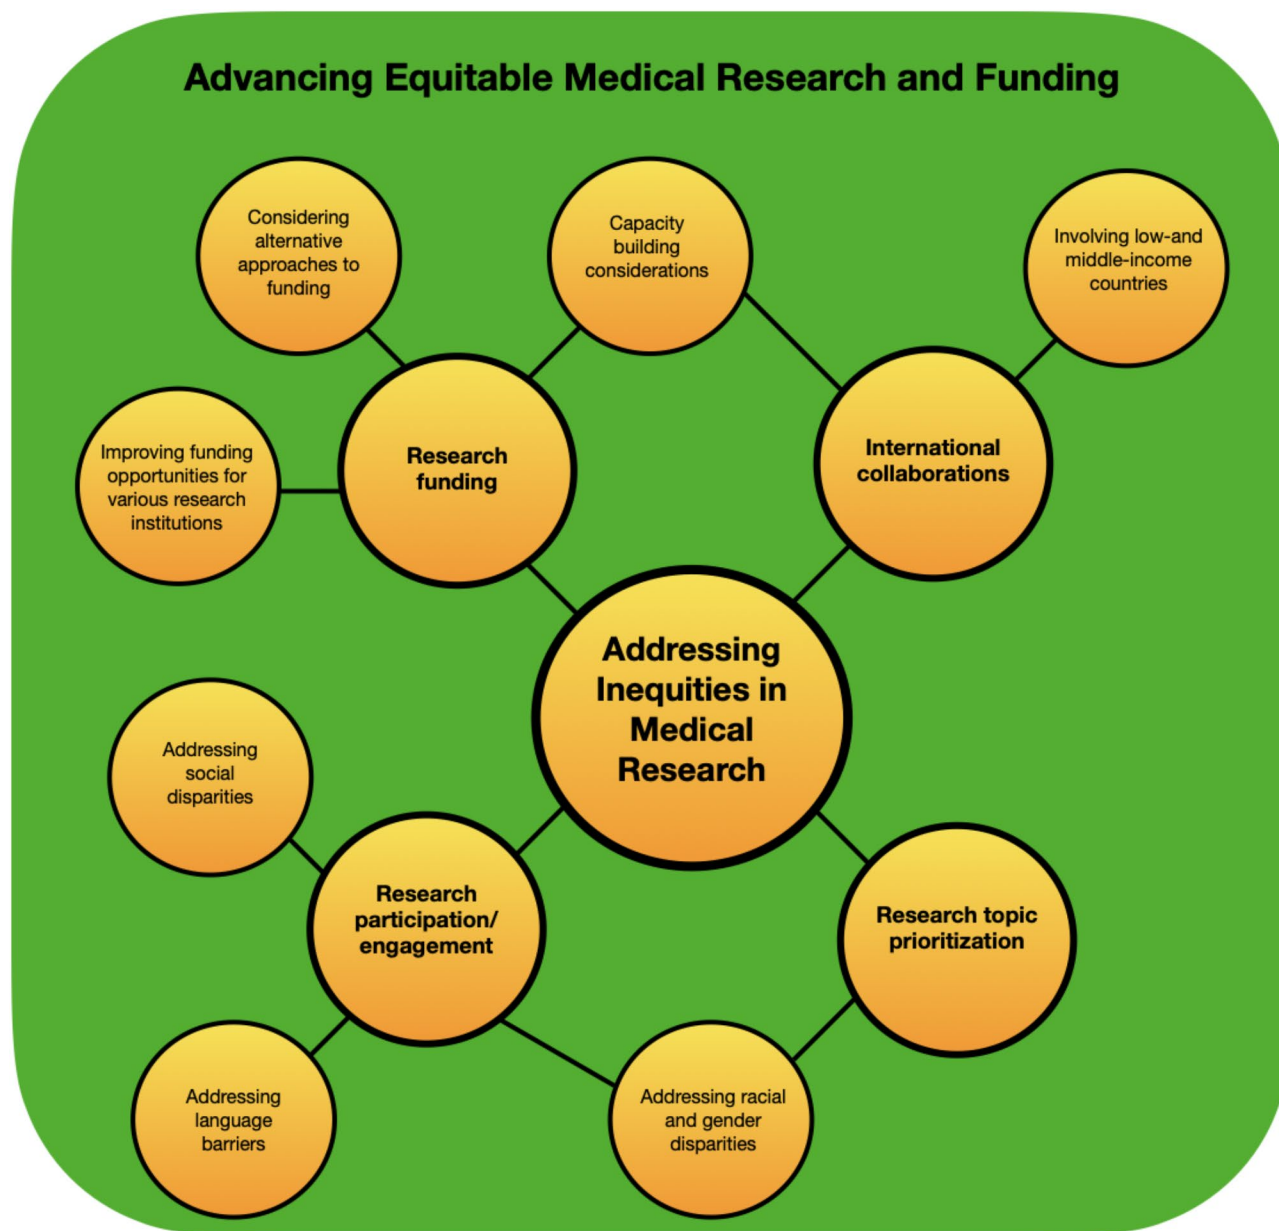 Advancing Equitable Medical Research and Funding
Considering
alternative
approaches to
funding
Capacity
building
considerations
Involving low-and
middle-income
countries
Improving funding
opportunities for
various research
institutions
Research
funding
International
collaborations
Addressing
Inequities in
Medical
Research
Addressing
social
disparities
Research
participation/
engagement
Research topic
prioritization
Addressing
language
barriers
Addressing racial
and gender
disparities